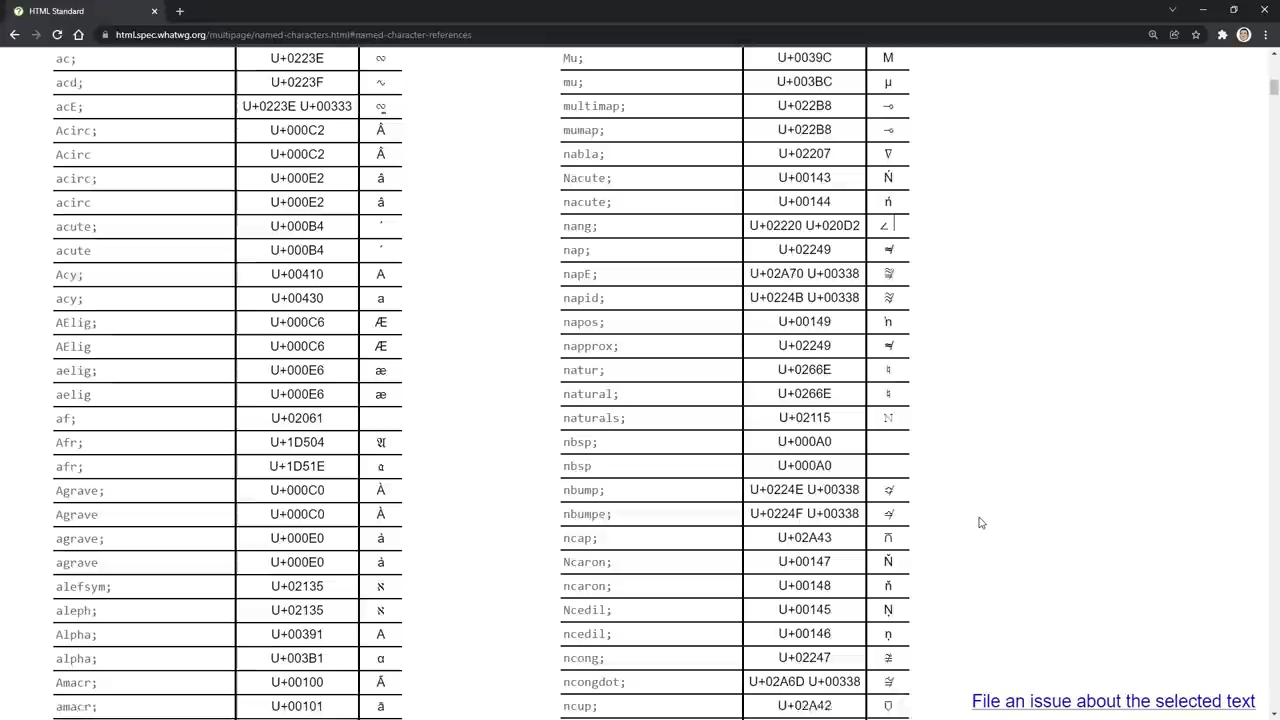 HTML Standard
html.spec.whatwg.org/multipage/named-characters.html#named-character-references
ac; U+0223E ∾
acd; U+0223F ∿
acE; U+0223E U+00333 ∾̳
Acirc; U+000C2 Â
Acirc U+000C2 Â
acirc; U+000E2 â
acirc U+000E2 â
acute; U+000B4 ´
acute U+000B4 ´
Acy; U+00410 А
acy; U+00430 а
AElig; U+000C6 Æ
AElig U+000C6 Æ
aelig; U+000E6 æ
aelig U+000E6 æ
af; U+02061
Afr; U+1D504 𝔄
afr; U+1D51E 𝔞
Agrave; U+000C0 À
Agrave U+000C0 À
agrave; U+000E0 à
agrave U+000E0 à
alefsym; U+02135 ℵ
aleph; U+02135 ℵ
Alpha; U+00391 Α
alpha; U+003B1 α
Amacr; U+00100 Ā
amacr; U+00101 ā
Mu; U+0039C Μ
mu; U+003BC μ
multimap; U+022B8 ⊸
mumap; U+022B8 ⊸
nabla; U+02207 ∇
Nacute; U+00143 Ń
nacute; U+00144 ń
nang; U+02220 U+020D2 ∠⃒
nap; U+02249 ≉
napE; U+02A70 U+00338 ⩰̸
napid; U+0224B U+00338 ≋̸
napos; U+00149 ŉ
napprox; U+02249 ≉
natur; U+0266E ♮
natural; U+0266E ♮
naturals; U+02115 ℕ
nbsp; U+000A0
nbsp U+000A0
nbump; U+0224E U+00338 ≎̸
nbumpe; U+0224F U+00338 ≏̸
ncap; U+02A43 ⩃
Ncaron; U+00147 Ň
ncaron; U+00148 ň
Ncedil; U+00145 Ņ
ncedil; U+00146 ņ
ncong; U+02247 ≇
ncongdot; U+02A6D U+00338 ⩭̸
ncup; U+02A42 ⩂
File an issue about the selected text